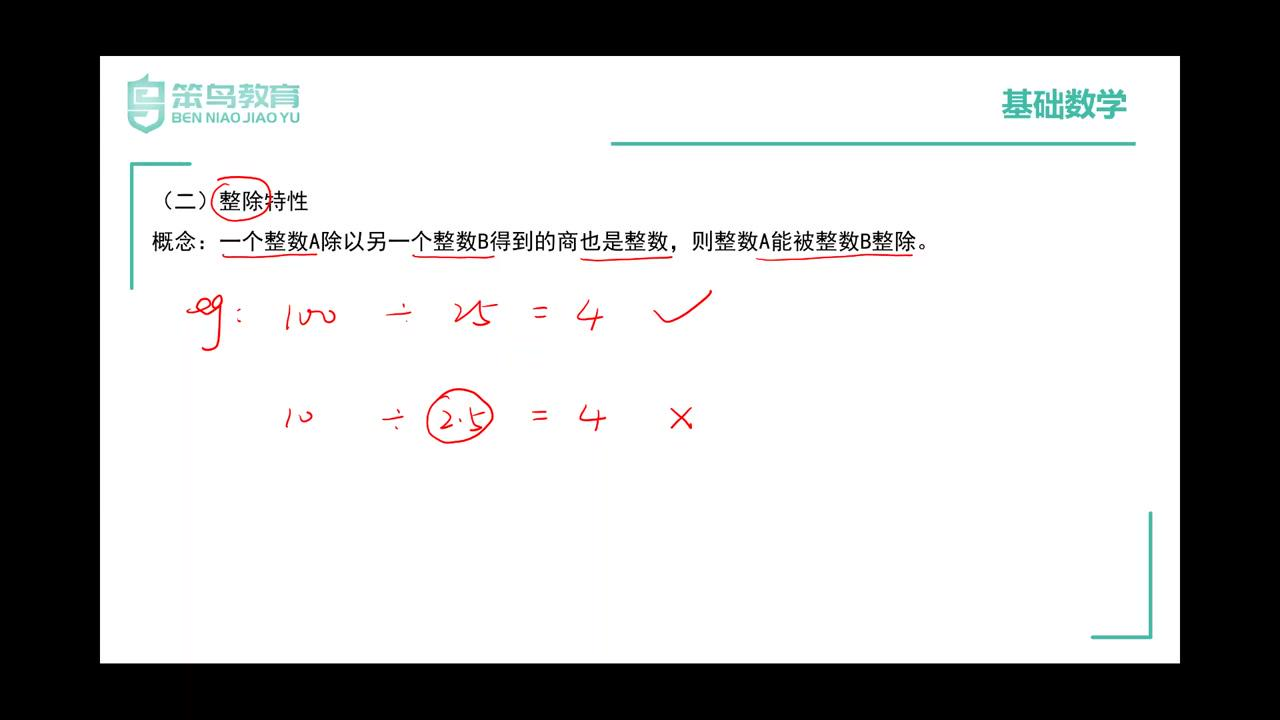 笨鸟教育
BEN NIAO JIAO YU
基础数学
（二）整除特性
概念：一个整数A除以另一个整数B得到的商也是整数，则整数A能被整数B整除。
eg: 100 ÷ 25 = 4 ✓
10 ÷ 2.5 = 4 ×